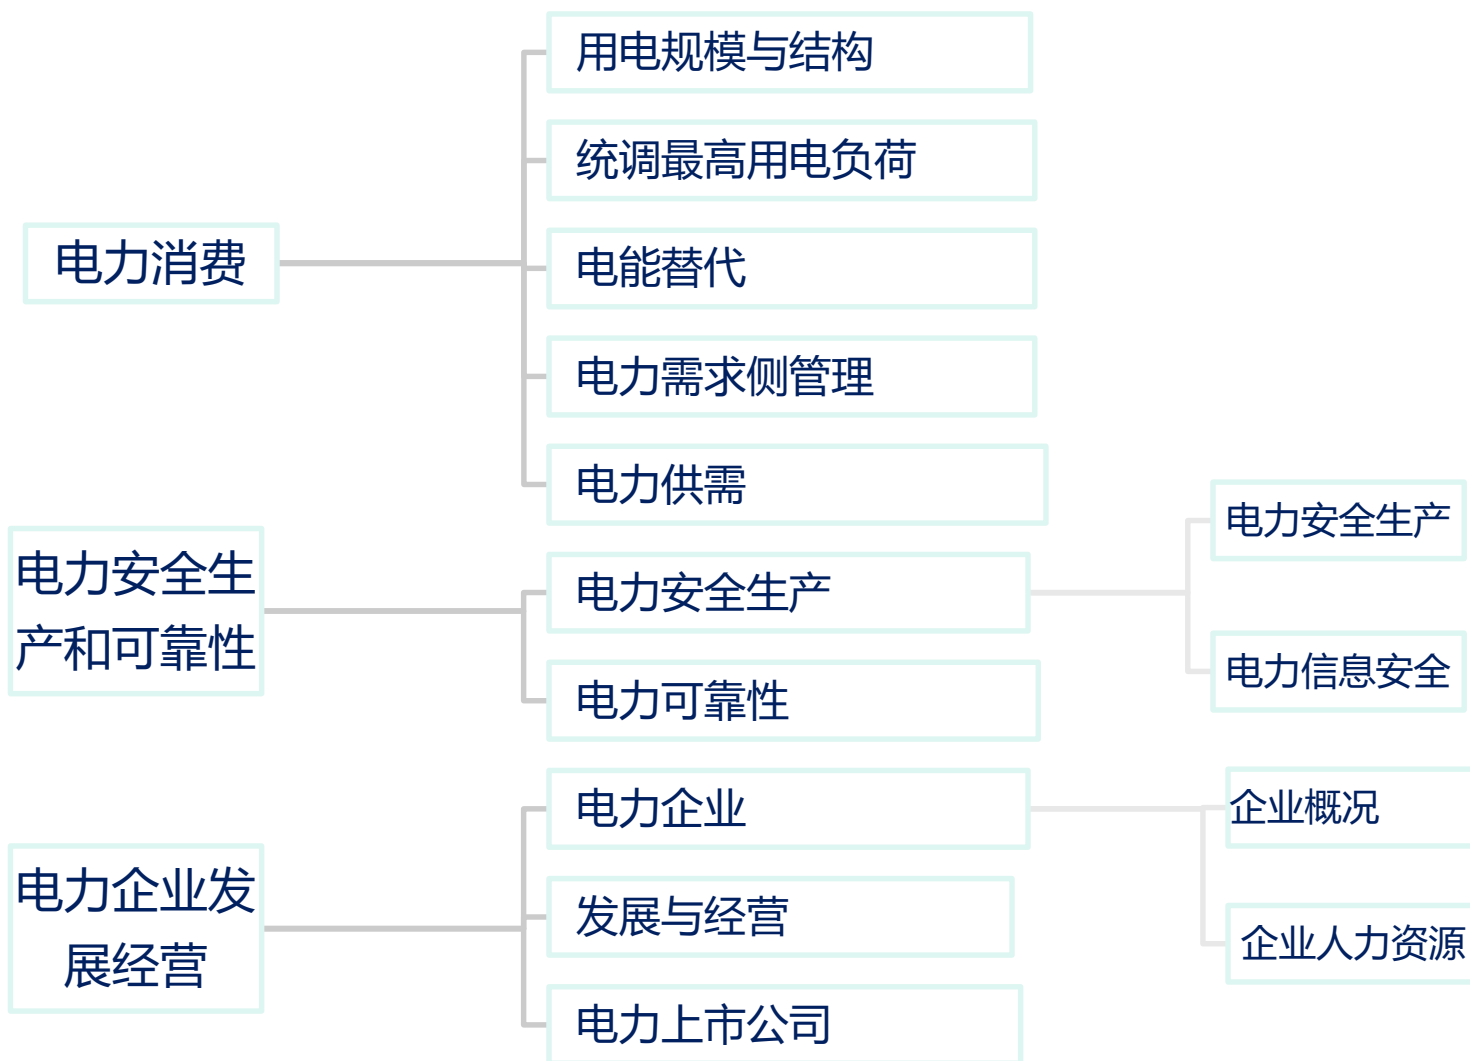 电力消费
用电规模与结构
统调最高用电负荷
电能替代
电力需求侧管理
电力供需
电力安全生
产和可靠性
电力安全生产
电力安全生产
电力信息安全
电力可靠性
电力企业发
展经营
电力企业
企业概况
企业人力资源
发展与经营
电力上市公司